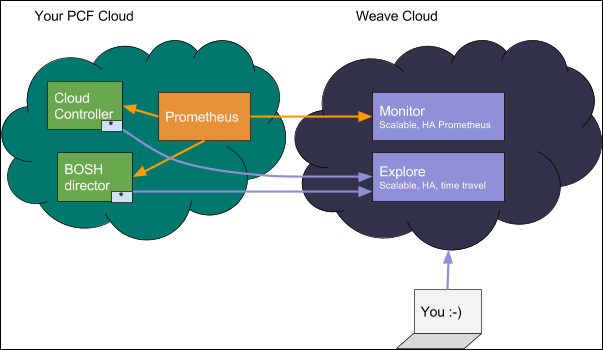 Your PCF Cloud
Weave Cloud
Cloud
Controller
*
Prometheus
Monitor
Scalable, HA Prometheus
BOSH
director
*
Explore
Scalable, HA, time travel
You :-)